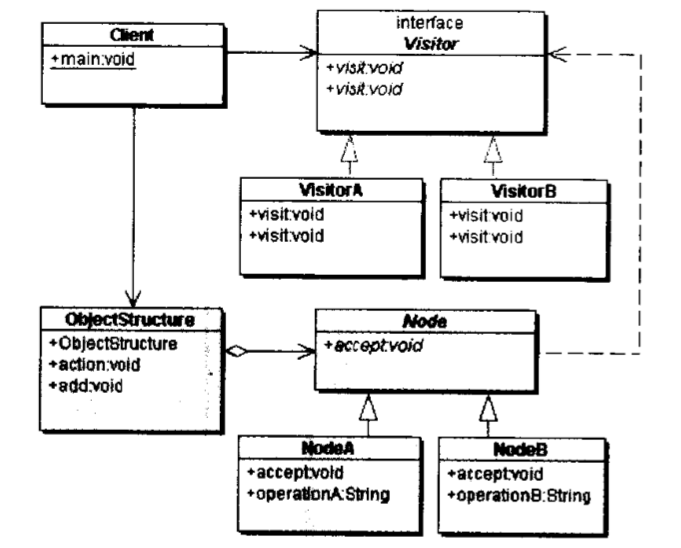 Client
+main:void
interface
Visitor
+visit:void
+visit:void
VisitorA
+visit:void
+visit:void
VisitorB
+visit:void
+visit:void
ObjectStructure
+ObjectStructure
+action:void
+add:void
Node
+accept:void
NodeA
+accept:void
+operationA:String
NodeB
+accept:void
+operationB:String